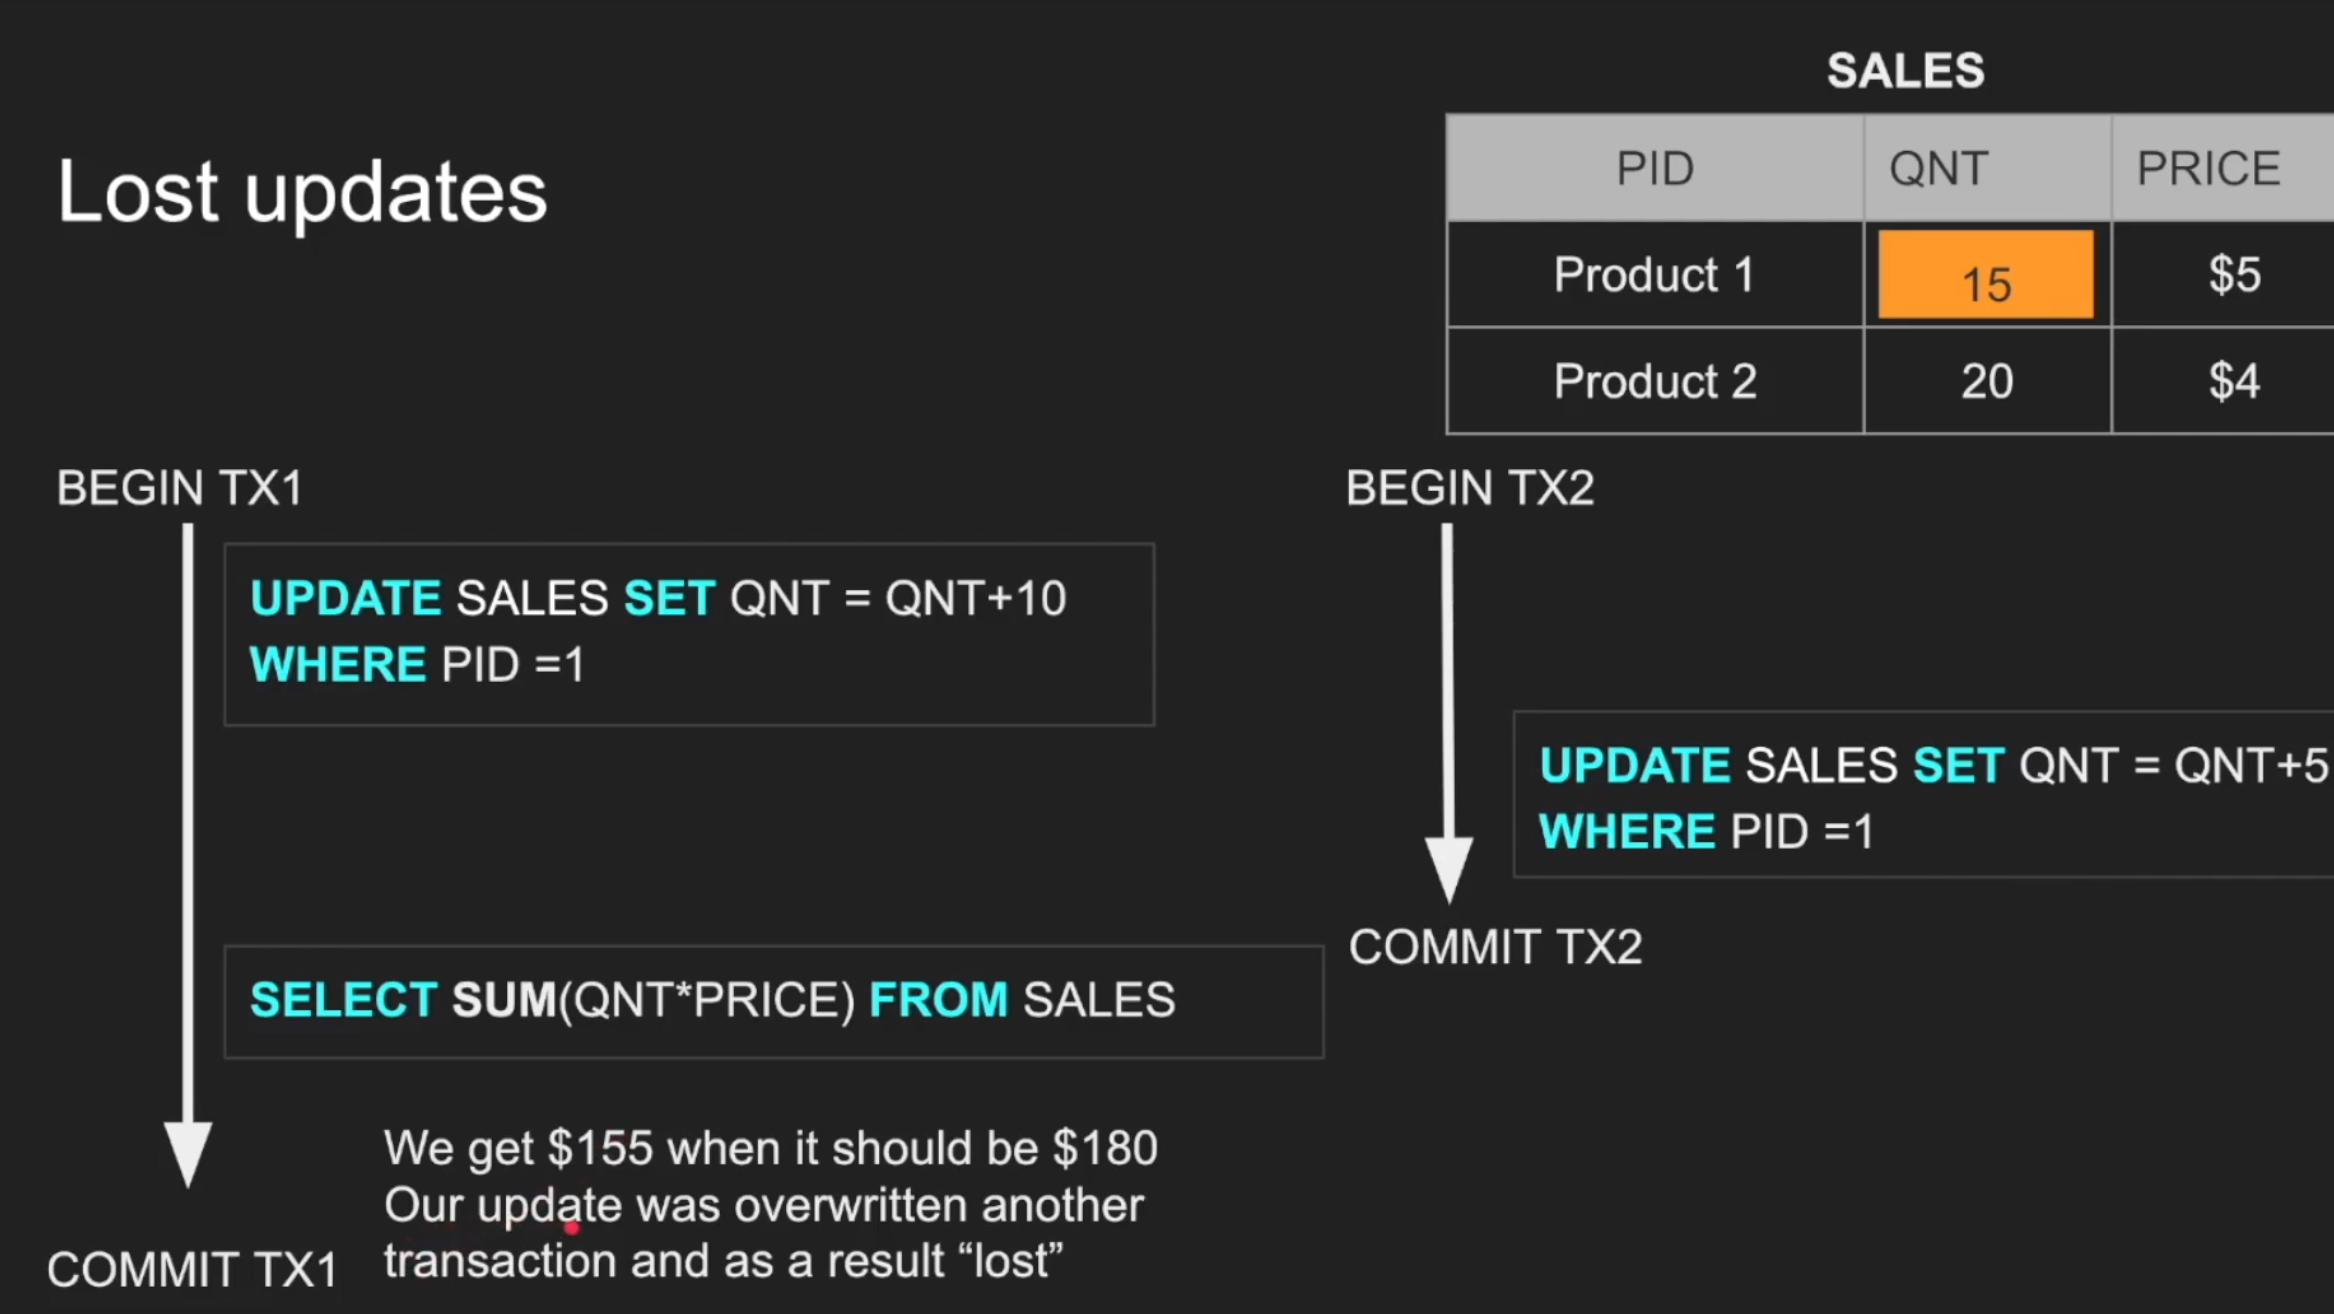 SALES
Lost updates
PID QNT PRICE
Product 1 15 $5
Product 2 20 $4
BEGIN TX1
BEGIN TX2
UPDATE SALES SET QNT = QNT+10
WHERE PID =1
UPDATE SALES SET QNT = QNT+5
WHERE PID =1
COMMIT TX2
SELECT SUM(QNT*PRICE) FROM SALES
We get $155 when it should be $180
Our update was overwritten another
transaction and as a result “lost”
COMMIT TX1